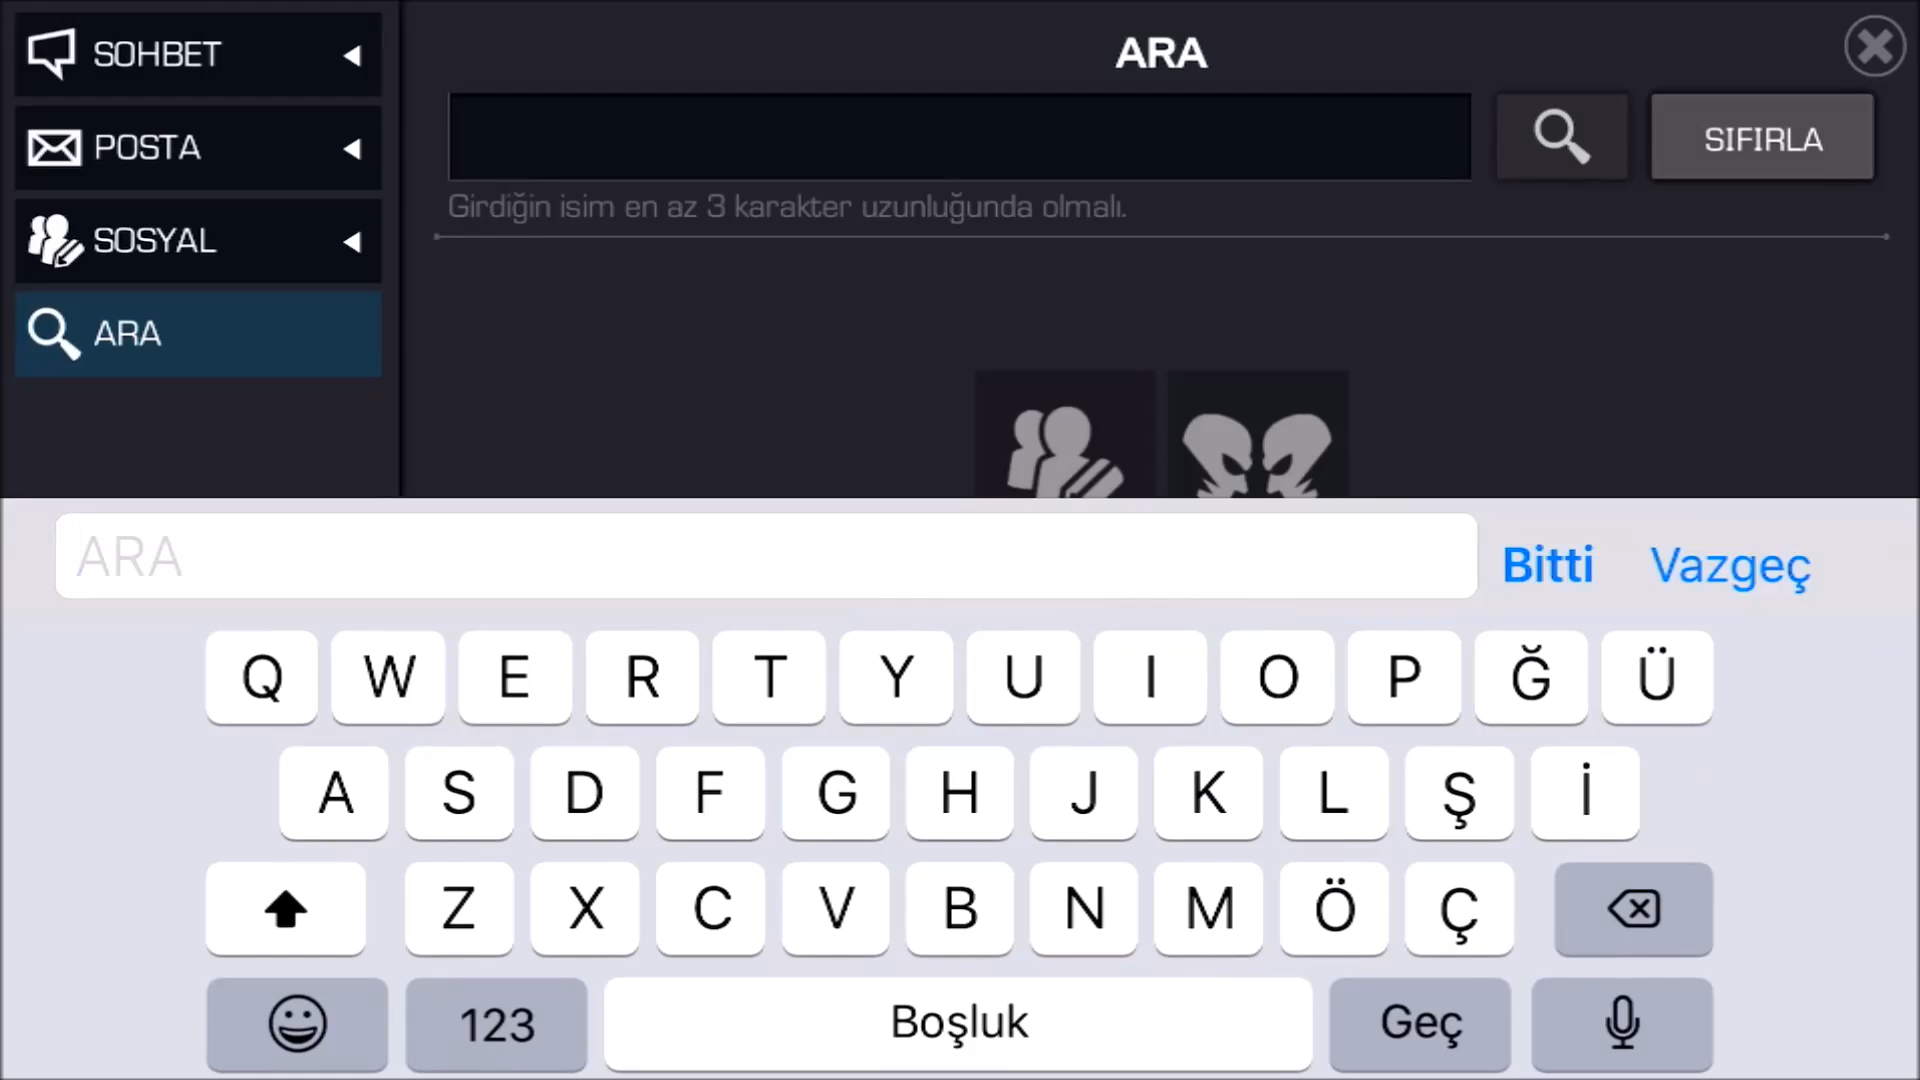 SOHBET
POSTA
SOSYAL
ARA
ARA
SIFIRLA
Girdiğin isim en az 3 karakter uzunluğunda olmalı.
ARA
Bitti Vazgeç
Q W E R T Y U I O P Ğ Ü
A S D F G H J K L Ş İ
Z X C V B N M Ö Ç
123 Boşluk Geç